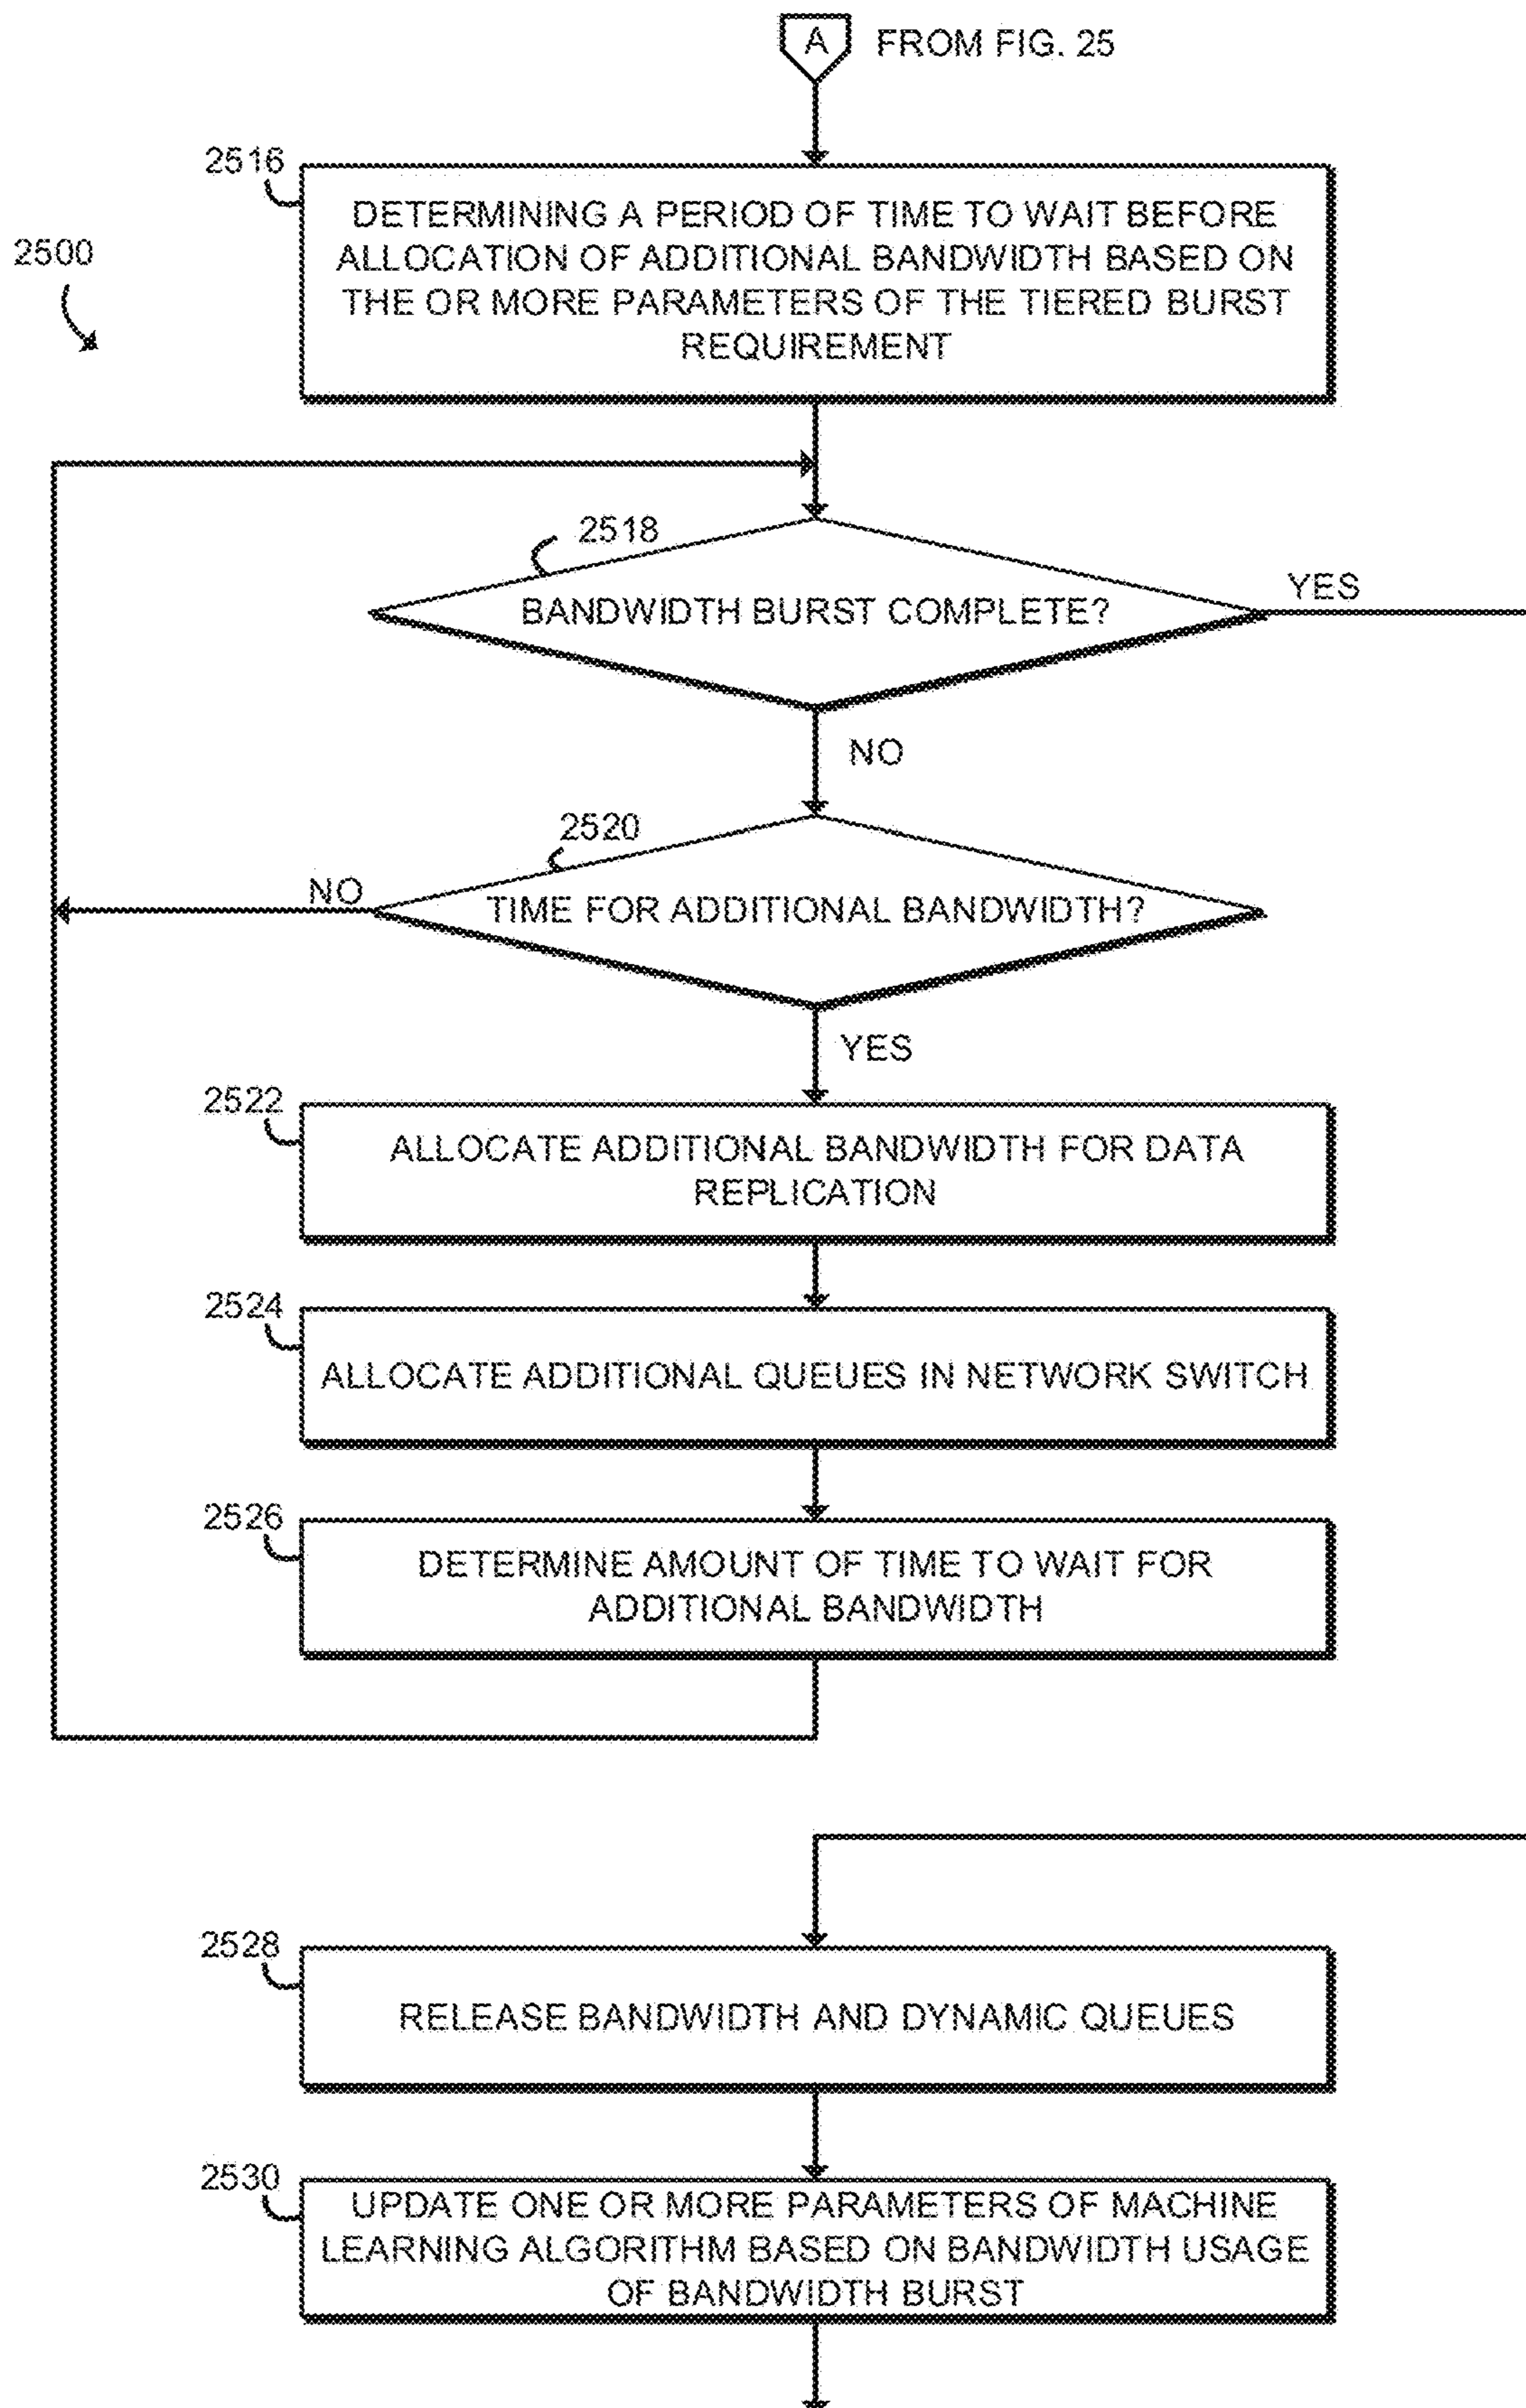 A FROM FIG. 25
2516
DETERMINING A PERIOD OF TIME TO WAIT BEFORE
ALLOCATION OF ADDITIONAL BANDWIDTH BASED ON
THE OR MORE PARAMETERS OF THE TIERED BURST
REQUIREMENT
2500
2518
BANDWIDTH BURST COMPLETE?
YES
NO
2520
TIME FOR ADDITIONAL BANDWIDTH?
NO
YES
2522
ALLOCATE ADDITIONAL BANDWIDTH FOR DATA
REPLICATION
2524
ALLOCATE ADDITIONAL QUEUES IN NETWORK SWITCH
2526
DETERMINE AMOUNT OF TIME TO WAIT FOR
ADDITIONAL BANDWIDTH
2528
RELEASE BANDWIDTH AND DYNAMIC QUEUES
2530
UPDATE ONE OR MORE PARAMETERS OF MACHINE
LEARNING ALGORITHM BASED ON BANDWIDTH USAGE
OF BANDWIDTH BURST